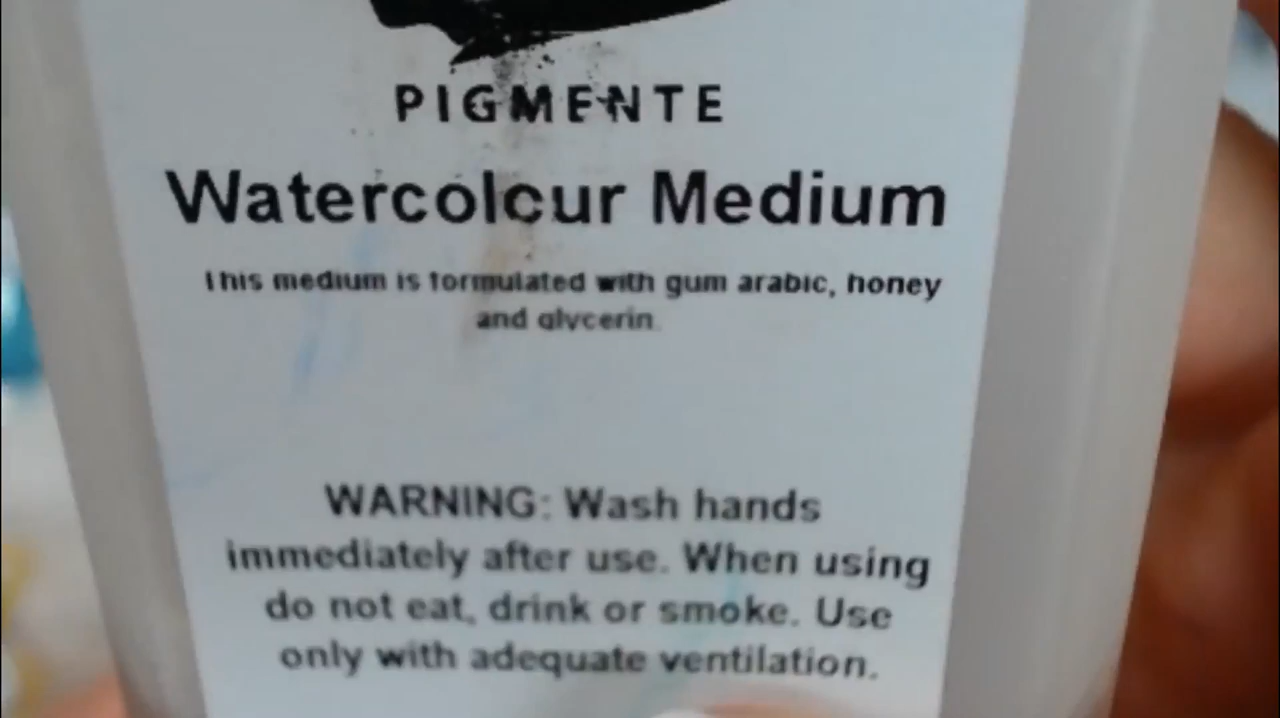 PIGMENTE
Watercolour Medium
This medium is formulated with gum arabic, honey
and glycerin.
WARNING: Wash hands
immediately after use. When using
do not eat, drink or smoke. Use
only with adequate ventilation.